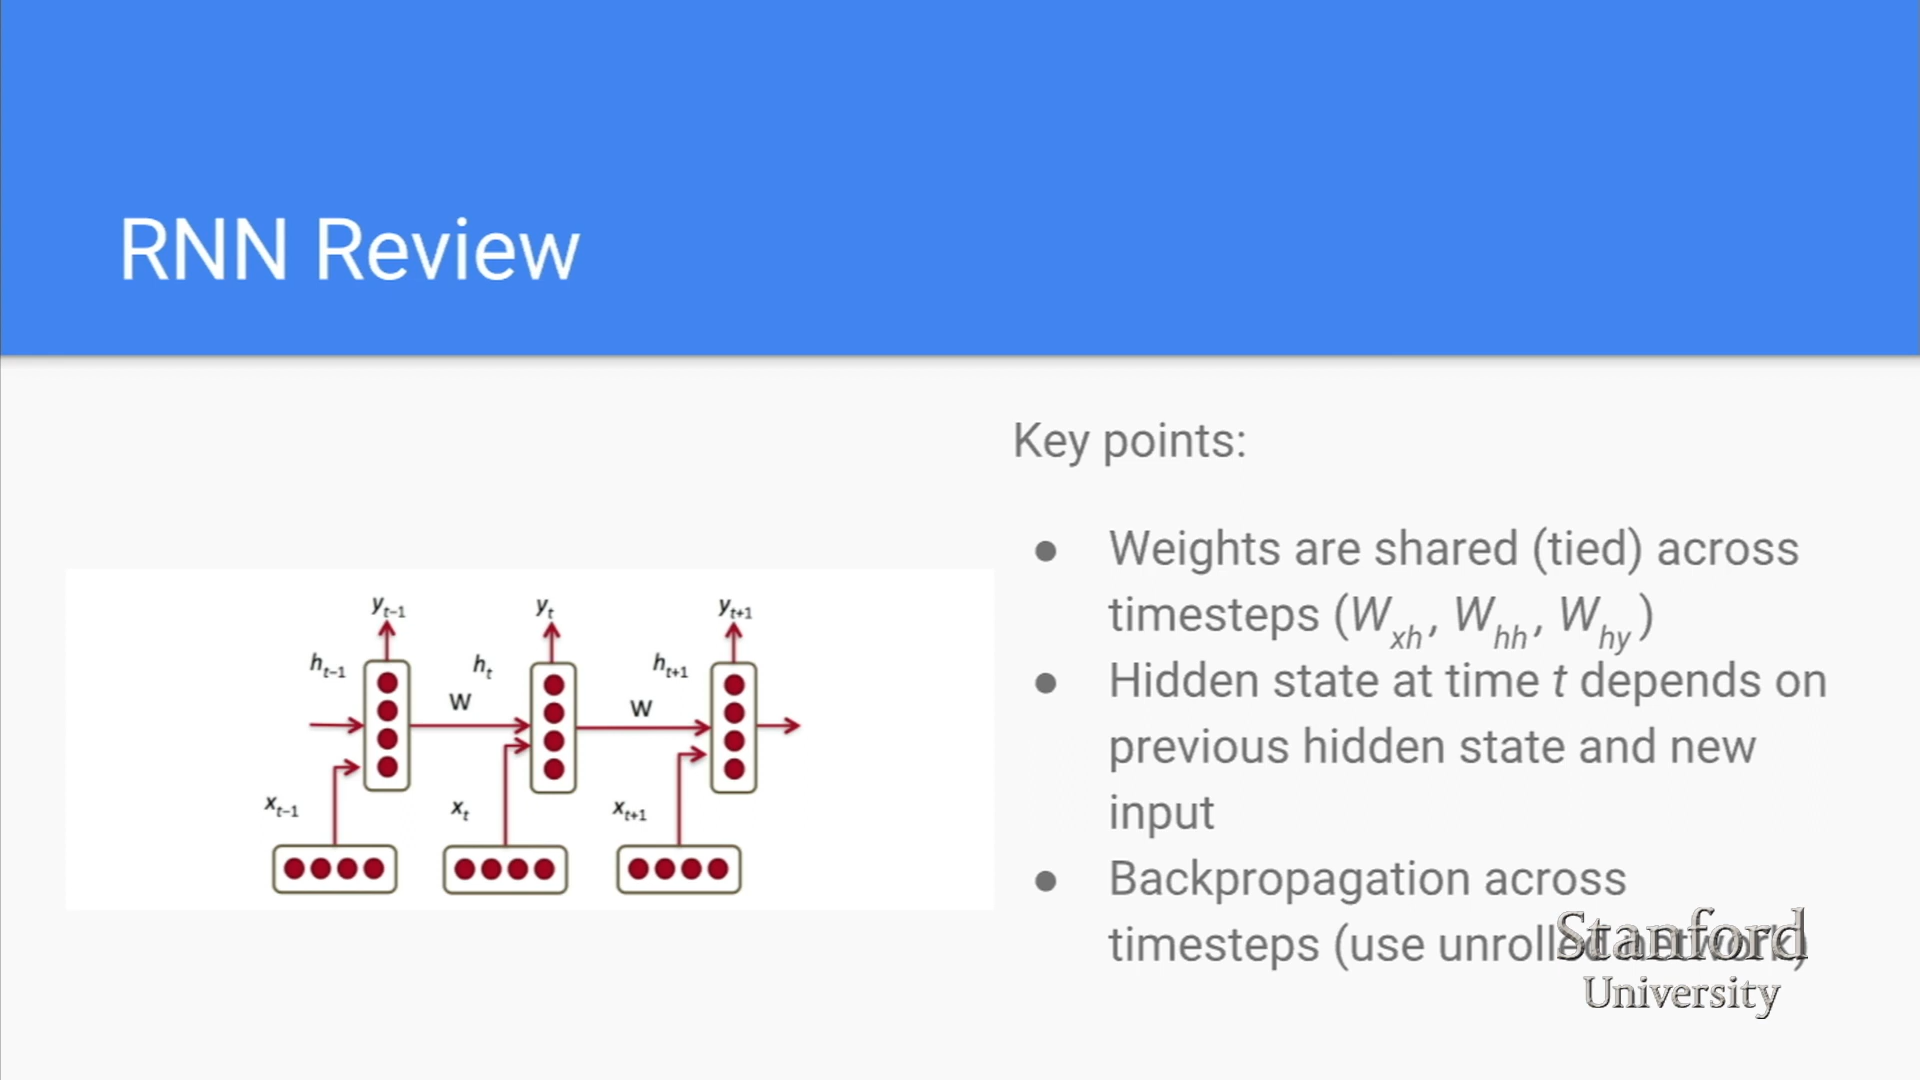 RNN Review
Key points:
● Weights are shared (tied) across
timesteps (W_xh, W_hh, W_hy)
● Hidden state at time t depends on
previous hidden state and new
input
● Backpropagation across
timesteps (use unrolled network)
y_t−1 y_t y_t+1
h_t−1 h_t h_t+1
W W
x_t−1 x_t x_t+1
Stanford
University